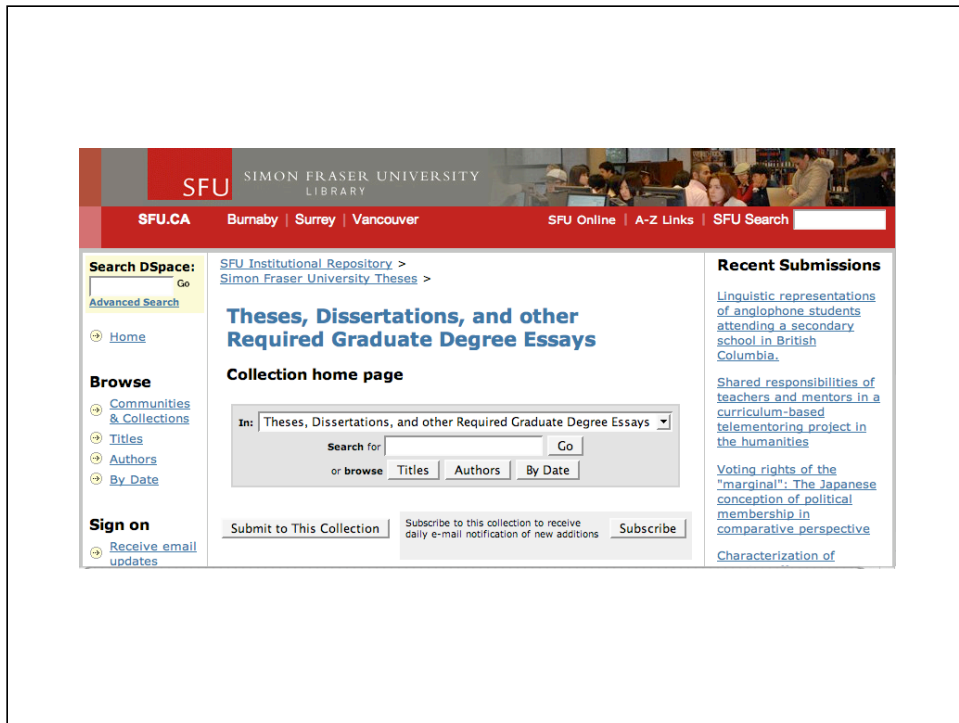 SFU SIMON FRASER UNIVERSITY
LIBRARY
SFU.CA Burnaby | Surrey | Vancouver SFU Online | A-Z Links | SFU Search
Search DSpace:
Go
Advanced Search
Home
Browse
Communities
& Collections
Titles
Authors
By Date
Sign on
Receive email
updates
SFU Institutional Repository >
Simon Fraser University Theses >
Theses, Dissertations, and other
Required Graduate Degree Essays
Collection home page
In: Theses, Dissertations, and other Required Graduate Degree Essays
Search for Go
or browse Titles Authors By Date
Submit to This Collection
Subscribe to this collection to receive
daily e-mail notification of new additions
Subscribe
Recent Submissions
Linguistic representations
of anglophone students
attending a secondary
school in British
Columbia.
Shared responsibilities of
teachers and mentors in a
curriculum-based
telementoring project in
the humanities
Voting rights of the
"marginal": The Japanese
conception of political
membership in
comparative perspective
Characterization of